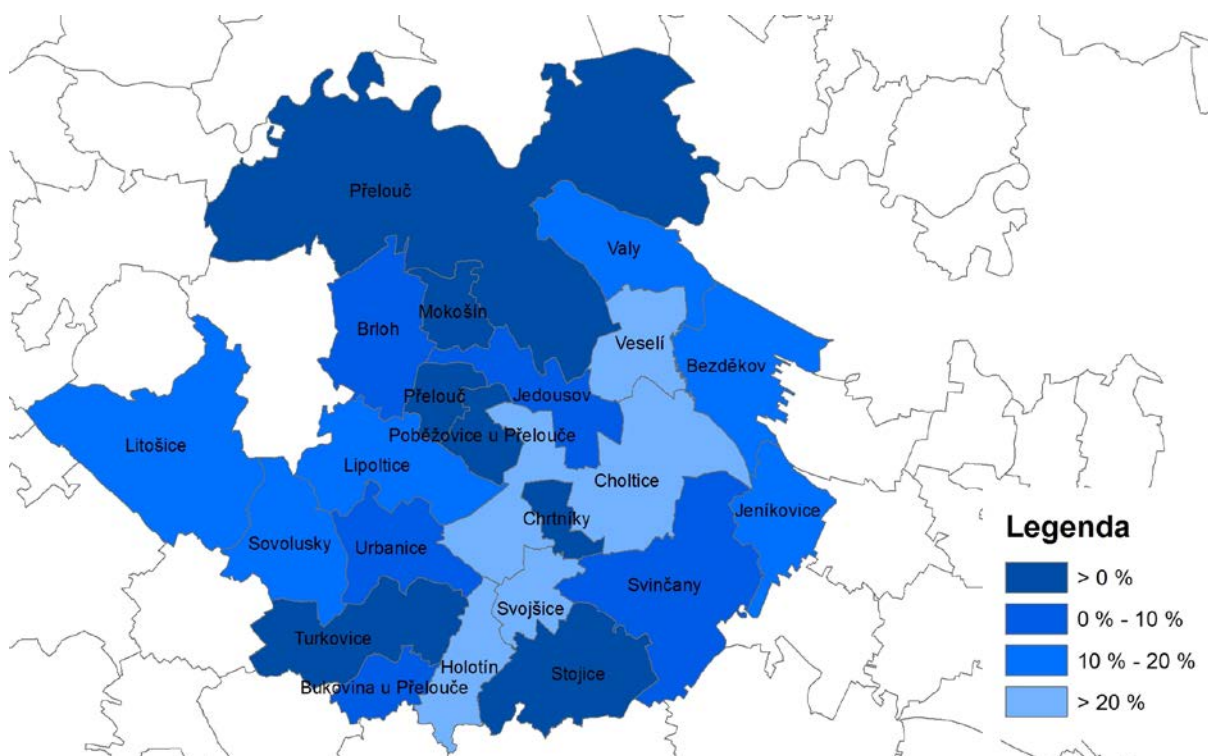 Přelouč
Valy
Mokošín
Brloh
Veselí
Bezděkov
Přelouč
Jedousov
Poběžovice u Přelouče
Litošice
Lipoltice
Choltice
Jeníkovice
Chrtníky
Sovolusky
Urbanice
Svinčany
Svojšice
Turkovice
Holotín
Stojice
Bukovina u Přelouče
Legenda
> 0 %
0 % - 10 %
10 % - 20 %
> 20 %